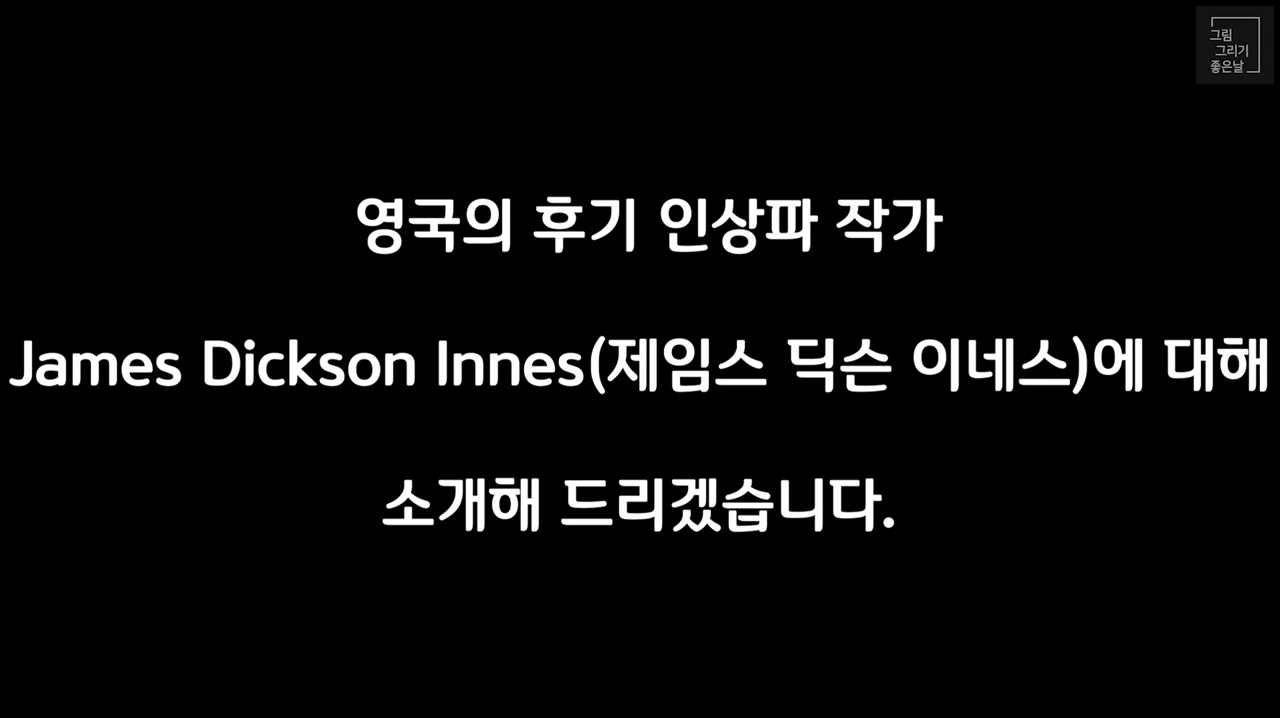 그림
그리기
좋은날
영국의 후기 인상파 작가
James Dickson Innes(제임스 딕슨 이네스)에 대해
소개해 드리겠습니다.